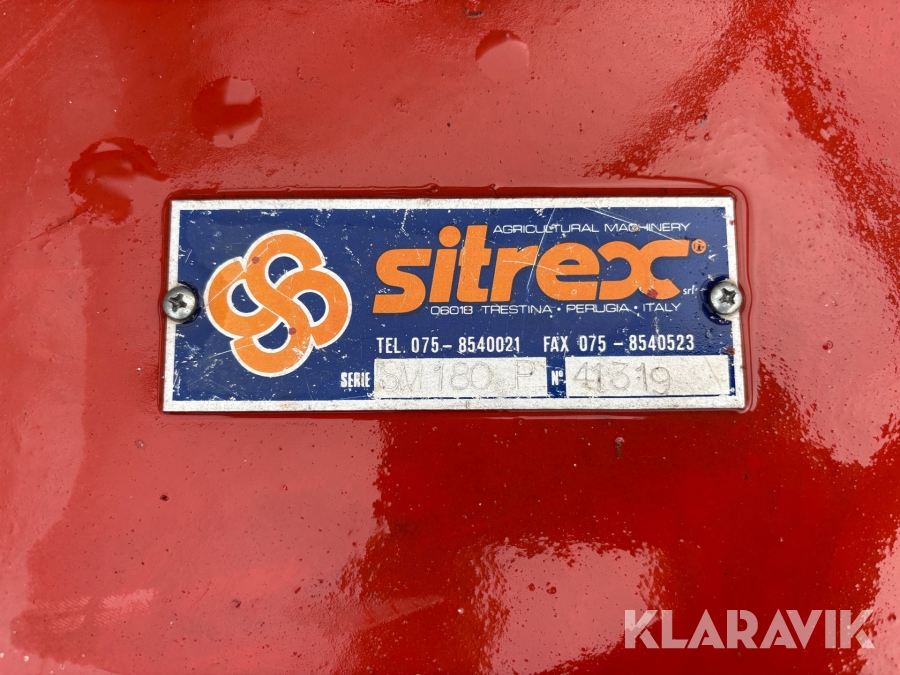 AGRICULTURAL MACHINERY
sitrex® srl
06018 TRESTINA • PERUGIA • ITALY
TEL. 075-8540021 FAX 075-8540523
SERIE SM 180 P N° 41319
KLARAVIK